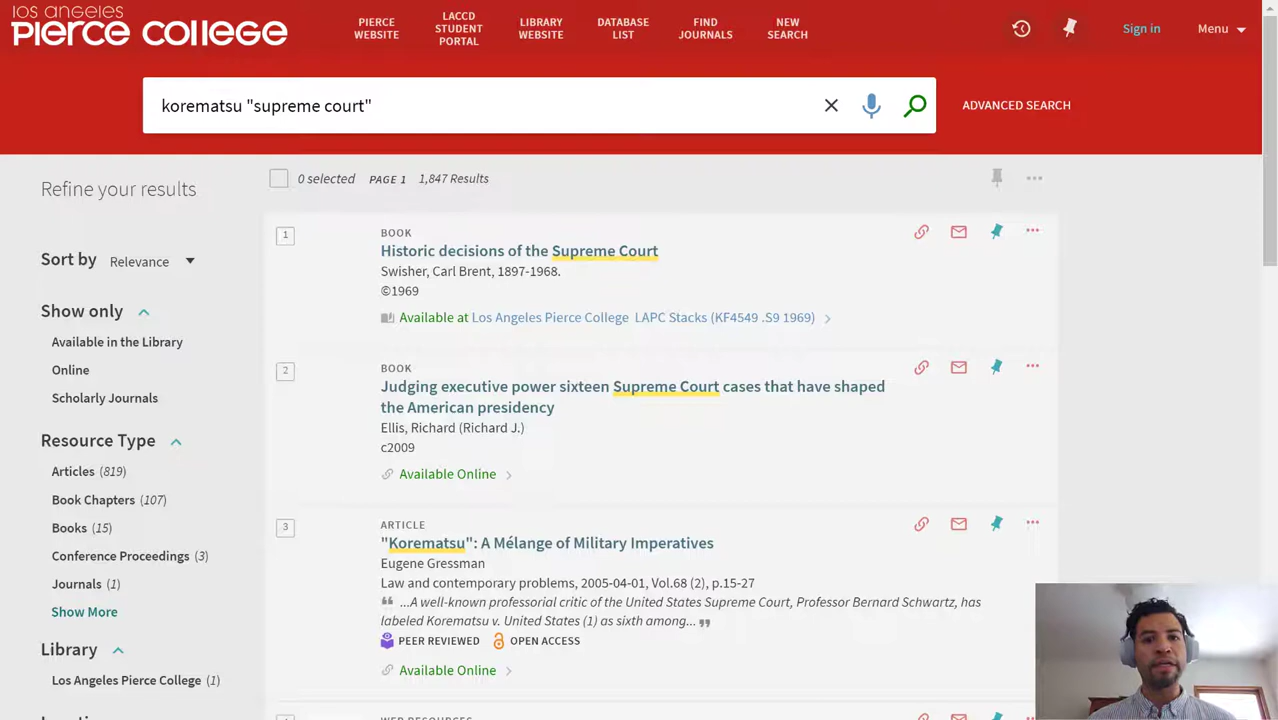 los angeles
pierce college
PIERCE
WEBSITE
LACCD
STUDENT
PORTAL
LIBRARY
WEBSITE
DATABASE
LIST
FIND
JOURNALS
NEW
SEARCH
Sign in
Menu
korematsu "supreme court"
ADVANCED SEARCH
Refine your results
Sort by Relevance
Show only
Available in the Library
Online
Scholarly Journals
Resource Type
Articles (819)
Book Chapters (107)
Books (15)
Conference Proceedings (3)
Journals (1)
Show More
Library
Los Angeles Pierce College (1)
0 selected PAGE 1 1,847 Results
1
BOOK
Historic decisions of the Supreme Court
Swisher, Carl Brent, 1897-1968.
©1969
Available at Los Angeles Pierce College LAPC Stacks (KF4549 .S9 1969)
2
BOOK
Judging executive power sixteen Supreme Court cases that have shaped
the American presidency
Ellis, Richard (Richard J.)
c2009
Available Online
3
ARTICLE
"Korematsu": A Mélange of Military Imperatives
Eugene Gressman
Law and contemporary problems, 2005-04-01, Vol.68 (2), p.15-27
❝ ...A well-known professorial critic of the United States Supreme Court, Professor Bernard Schwartz, has
labeled Korematsu v. United States (1) as sixth among... ❞
PEER REVIEWED OPEN ACCESS
Available Online
WEB RESOURCES